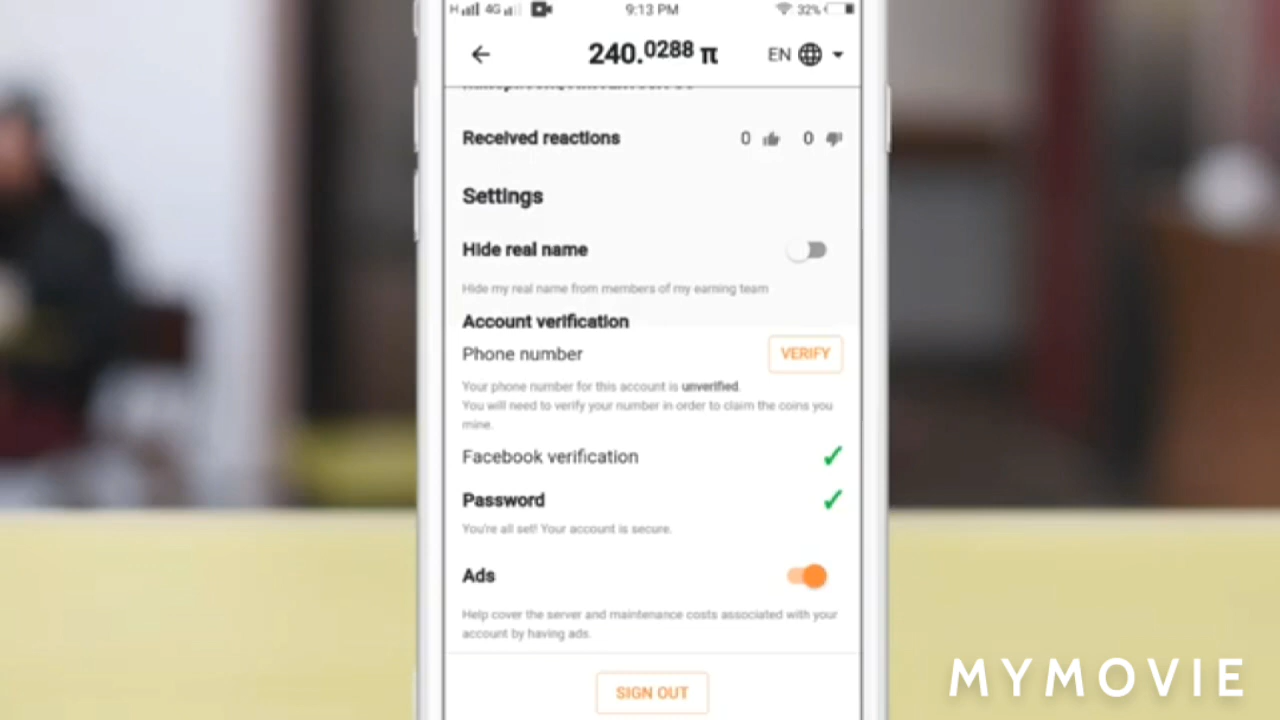 H 4G 9:13 PM 32%
240.0288 π EN
Received reactions 0 0
Settings
Hide real name
Hide my real name from members of my earning team
Account verification
Phone number VERIFY
Your phone number for this account is unverified.
You will need to verify your number in order to claim the coins you
mine.
Facebook verification
Password
You're all set! Your account is secure.
Ads
Help cover the server and maintenance costs associated with your
account by having ads.
SIGN OUT
MYMOVIE